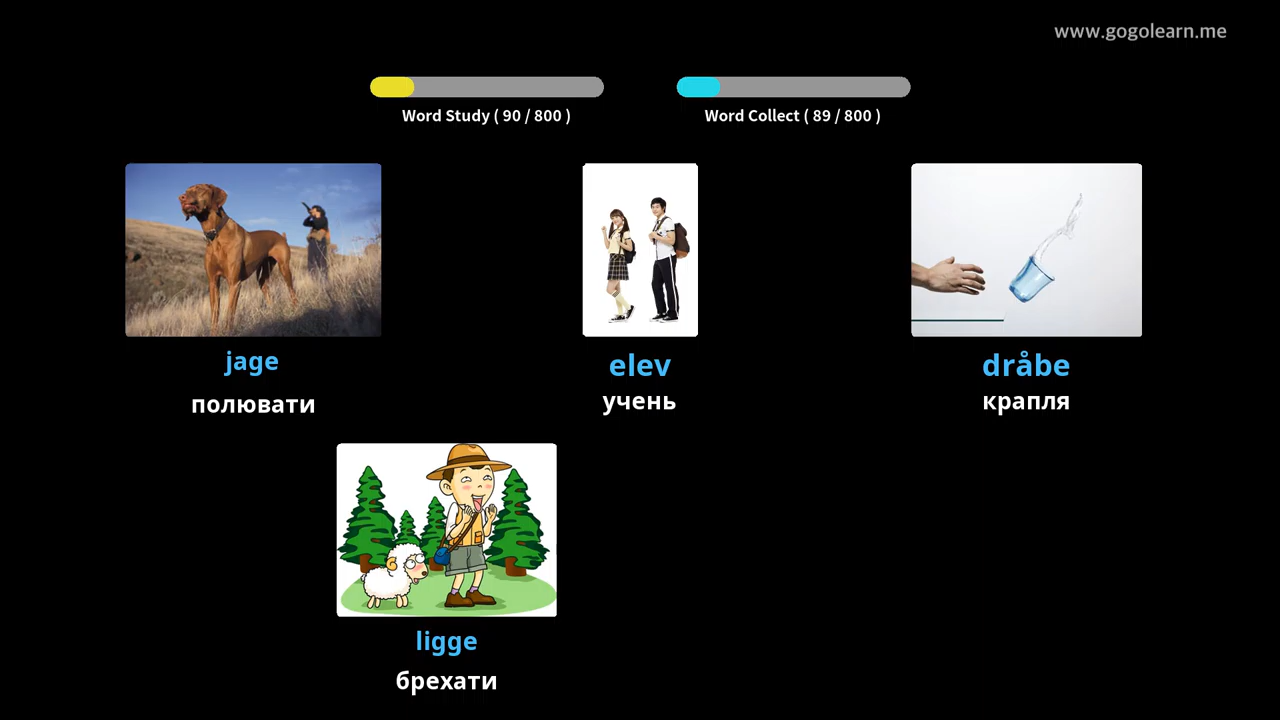 www.gogolearn.me
Word Study ( 90 / 800 )
Word Collect ( 89 / 800 )
jage
elev
dråbe
полювати
учень
крапля
ligge
брехати